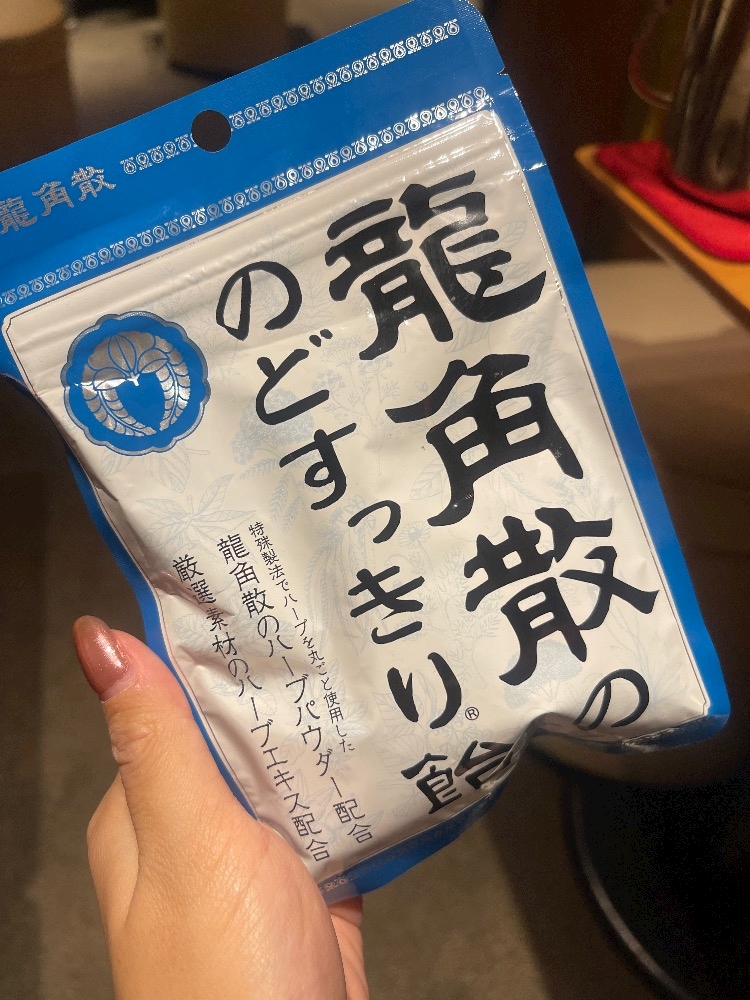 龍角散
龍角散の
のどすっきり®飴
特殊製法でハーブを丸ごと使用した
龍角散のハーブパウダー配合
厳選素材のハーブエキス配合